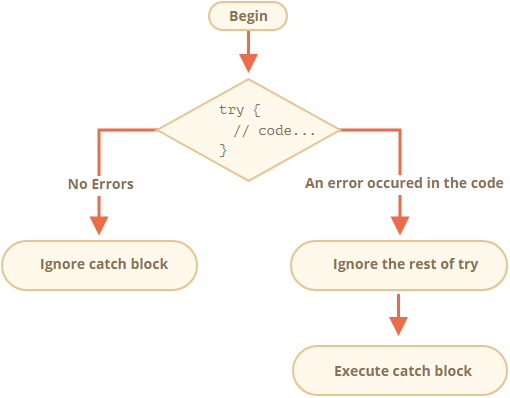 Begin
try {
// code...
}
No Errors
An error occured in the code
Ignore catch block
Ignore the rest of try
Execute catch block